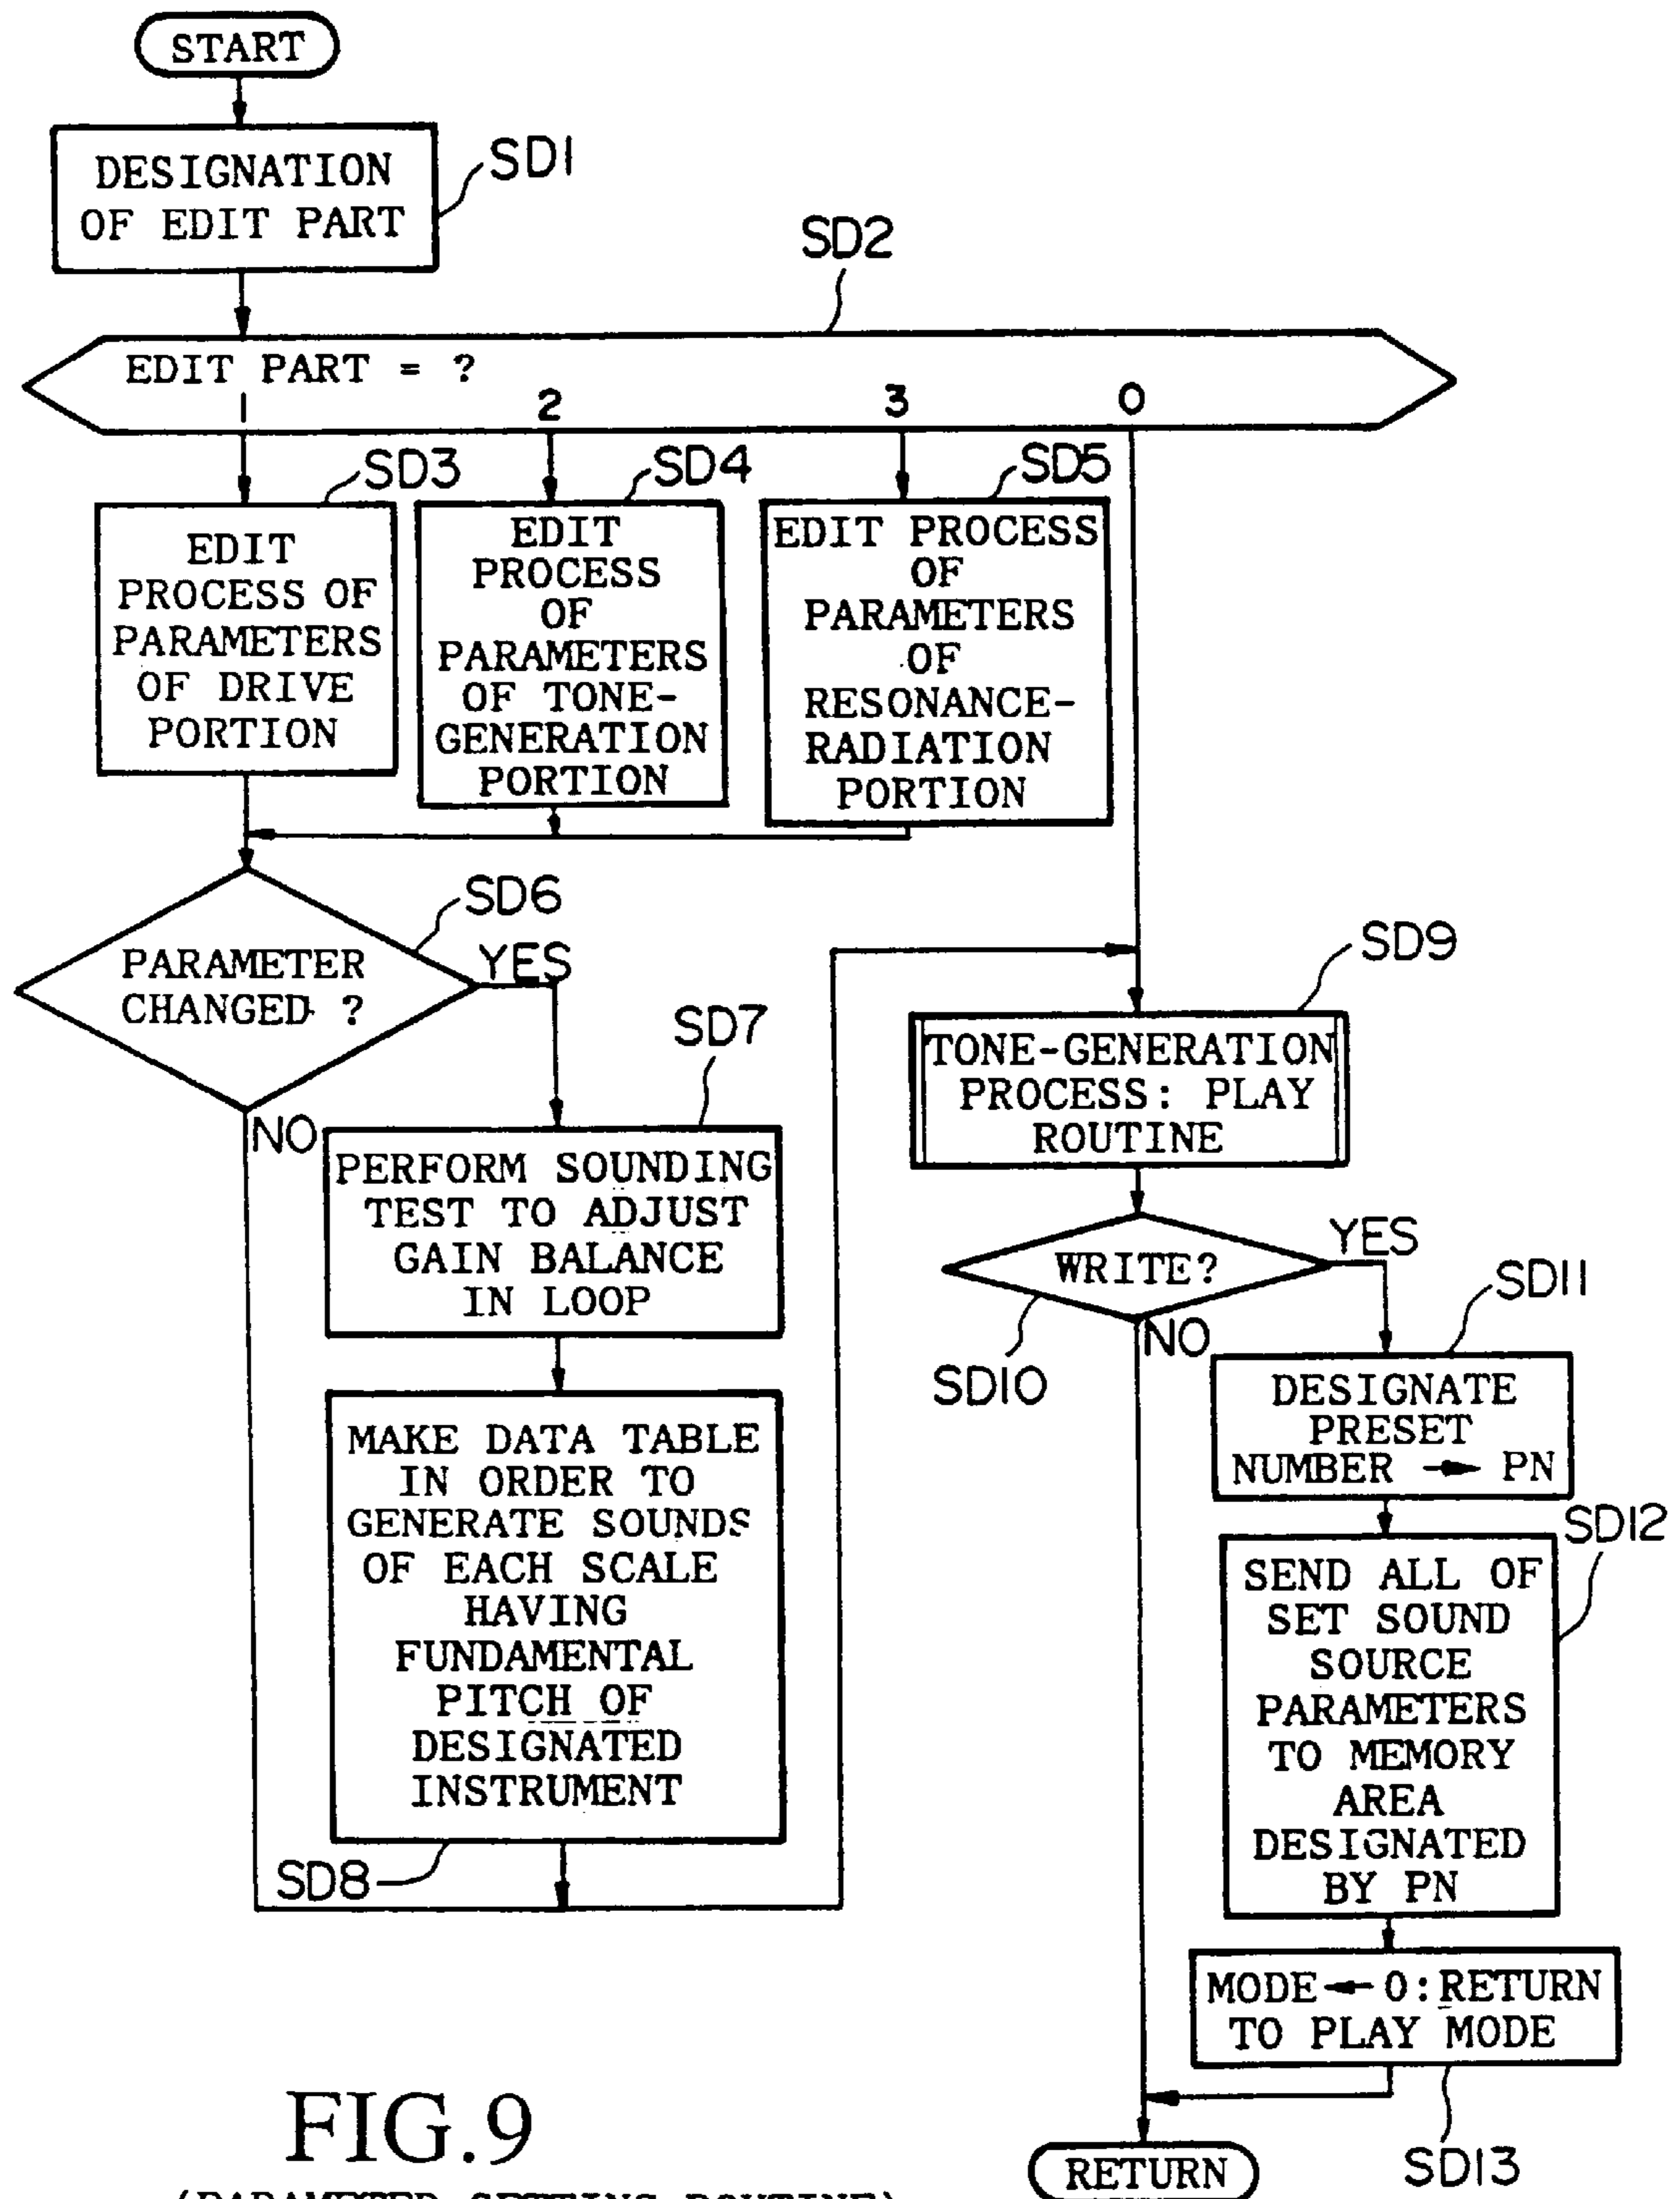 START
DESIGNATION
OF EDIT PART
SD1
SD2
EDIT PART = ?
1
2
3
0
SD3
EDIT
PROCESS OF
PARAMETERS
OF DRIVE
PORTION
SD4
EDIT
PROCESS
OF
PARAMETERS
OF TONE-
GENERATION
PORTION
SD5
EDIT PROCESS
OF
PARAMETERS
OF
RESONANCE-
RADIATION
PORTION
SD6
PARAMETER
CHANGED ?
YES
NO
SD7
PERFORM SOUNDING
TEST TO ADJUST
GAIN BALANCE
IN LOOP
MAKE DATA TABLE
IN ORDER TO
GENERATE SOUNDS
OF EACH SCALE
HAVING
FUNDAMENTAL
PITCH OF
DESIGNATED
INSTRUMENT
SD8
SD9
TONE-GENERATION
PROCESS: PLAY
ROUTINE
WRITE?
YES
NO
SD10
SD11
DESIGNATE
PRESET
NUMBER → PN
SD12
SEND ALL OF
SET SOUND
SOURCE
PARAMETERS
TO MEMORY
AREA
DESIGNATED
BY PN
MODE ← 0: RETURN
TO PLAY MODE
SD13
RETURN
FIG.9
(PARAMETER SETTING ROUTINE)